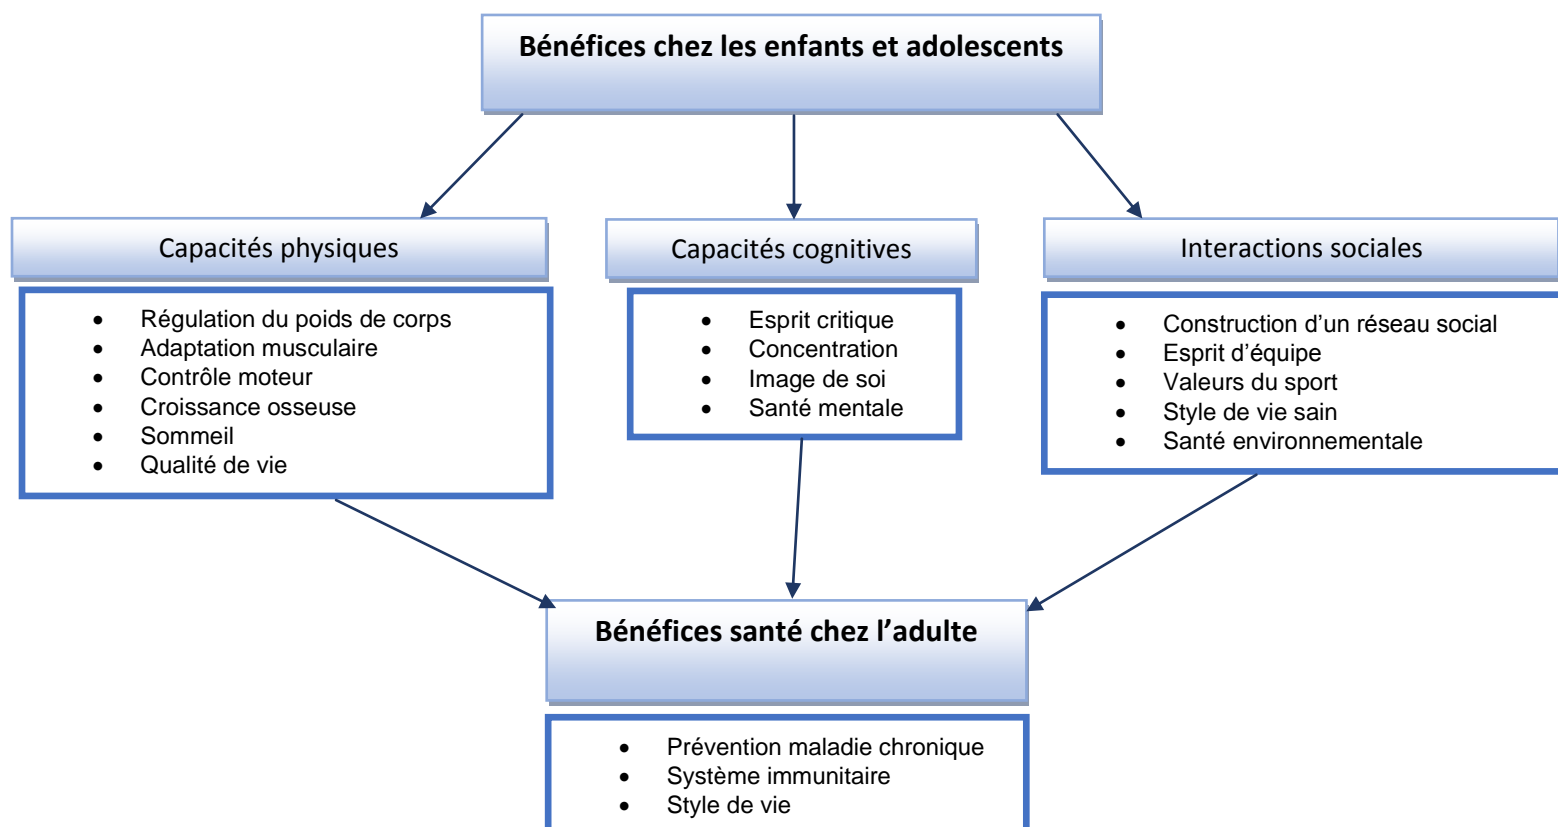 Bénéfices chez les enfants et adolescents
Capacités physiques
• Régulation du poids de corps
• Adaptation musculaire
• Contrôle moteur
• Croissance osseuse
• Sommeil
• Qualité de vie
Capacités cognitives
• Esprit critique
• Concentration
• Image de soi
• Santé mentale
Interactions sociales
• Construction d’un réseau social
• Esprit d’équipe
• Valeurs du sport
• Style de vie sain
• Santé environnementale
Bénéfices santé chez l’adulte
• Prévention maladie chronique
• Système immunitaire
• Style de vie